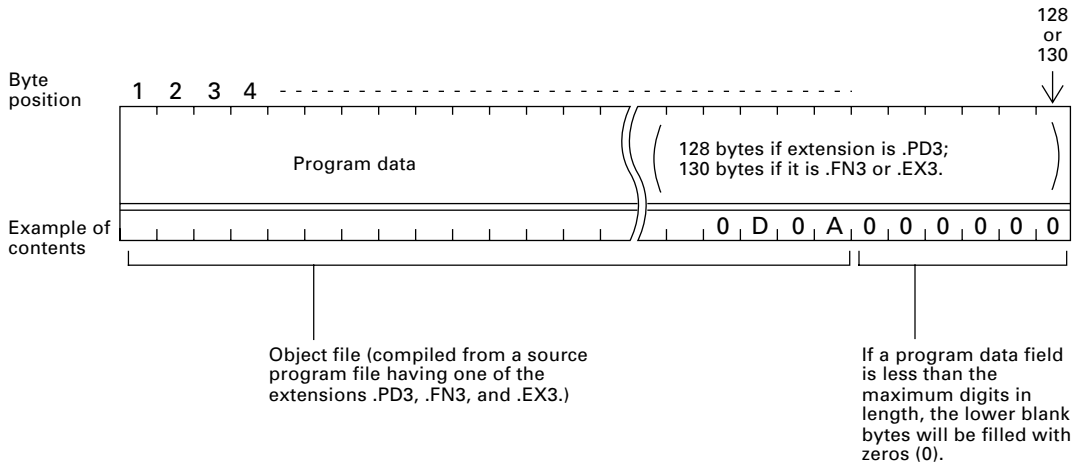 128
or
130
Byte
position
1 2 3 4
Program data
128 bytes if extension is .PD3;
130 bytes if it is .FN3 or .EX3.
Example of
contents
0 D 0 A 0 0 0 0 0 0
Object file (compiled from a source
program file having one of the
extensions .PD3, .FN3, and .EX3.)
If a program data field
is less than the
maximum digits in
length, the lower blank
bytes will be filled with
zeros (0).